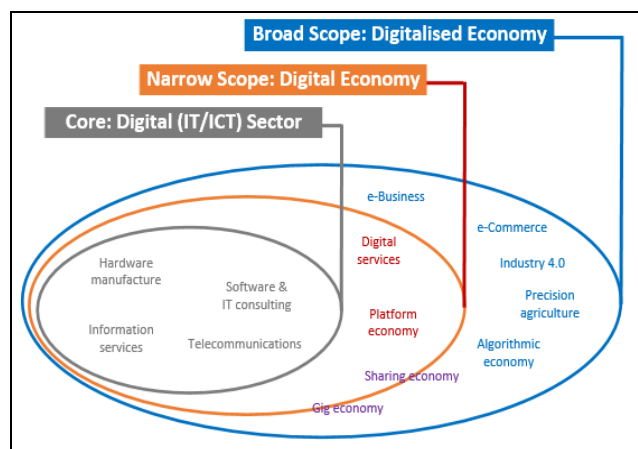 Broad Scope: Digitalised Economy
Narrow Scope: Digital Economy
Core: Digital (IT/ICT) Sector
e-Business
e-Commerce
Digital
services
Industry 4.0
Hardware
manufacture
Software &
IT consulting
Precision
agriculture
Platform
economy
Information
services
Telecommunications
Algorithmic
economy
Sharing economy
Gig economy